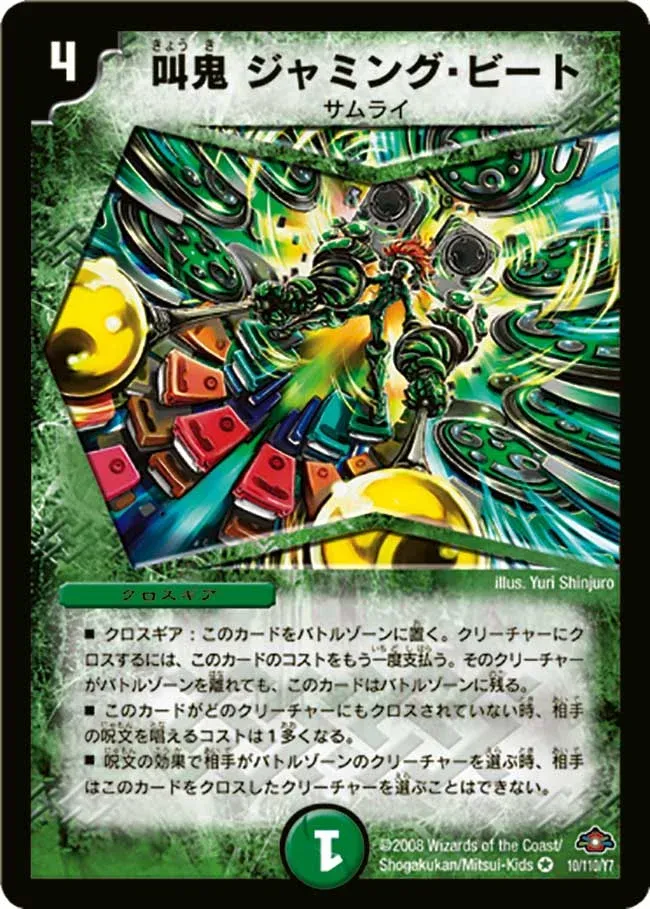 4
叫鬼 ジャミング・ビート
きょう き
サムライ
illus. Yuri Shinjuro
クロスギア
■ クロスギア：このカードをバトルゾーンに置く。クリーチャーにク
ロスするには、このカードのコストをもう一度支払う。そのクリーチャー
がバトルゾーンを離れても、このカードはバトルゾーンに残る。
■ このカードがどのクリーチャーにもクロスされていない時、相手
の呪文を唱えるコストは１多くなる。
■ 呪文の効果で相手がバトルゾーンのクリーチャーを選ぶ時、相手
はこのカードをクロスしたクリーチャーを選ぶことはできない。
1
©2008 Wizards of the Coast/
Shogakukan/Mitsui-Kids
10/110/Y7